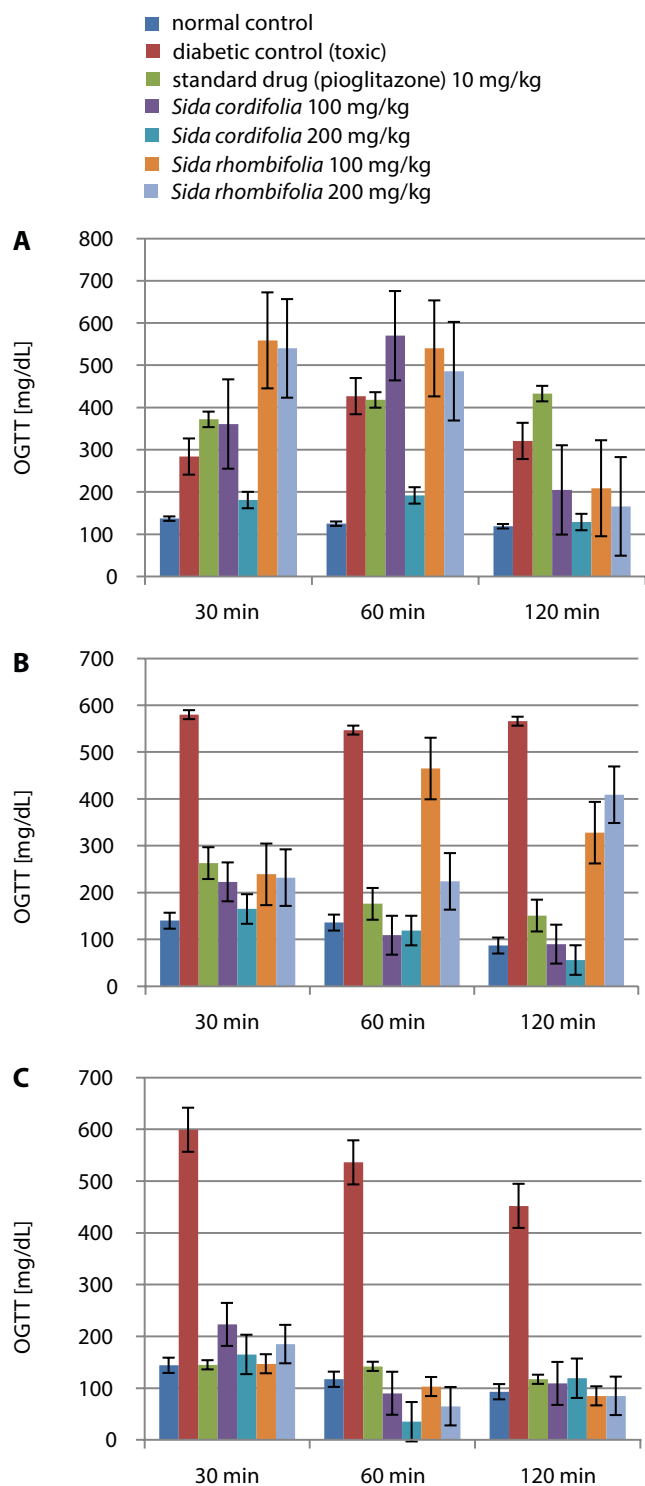 normal control
diabetic control (toxic)
standard drug (pioglitazone) 10 mg/kg
Sida cordifolia 100 mg/kg
Sida cordifolia 200 mg/kg
Sida rhombifolia 100 mg/kg
Sida rhombifolia 200 mg/kg
A
800
700
600
500
400
300
200
100
0
OGTT [mg/dL]
30 min 60 min 120 min
B
700
600
500
400
300
200
100
0
OGTT [mg/dL]
30 min 60 min 120 min
C
700
600
500
400
300
200
100
0
OGTT [mg/dL]
30 min 60 min 120 min